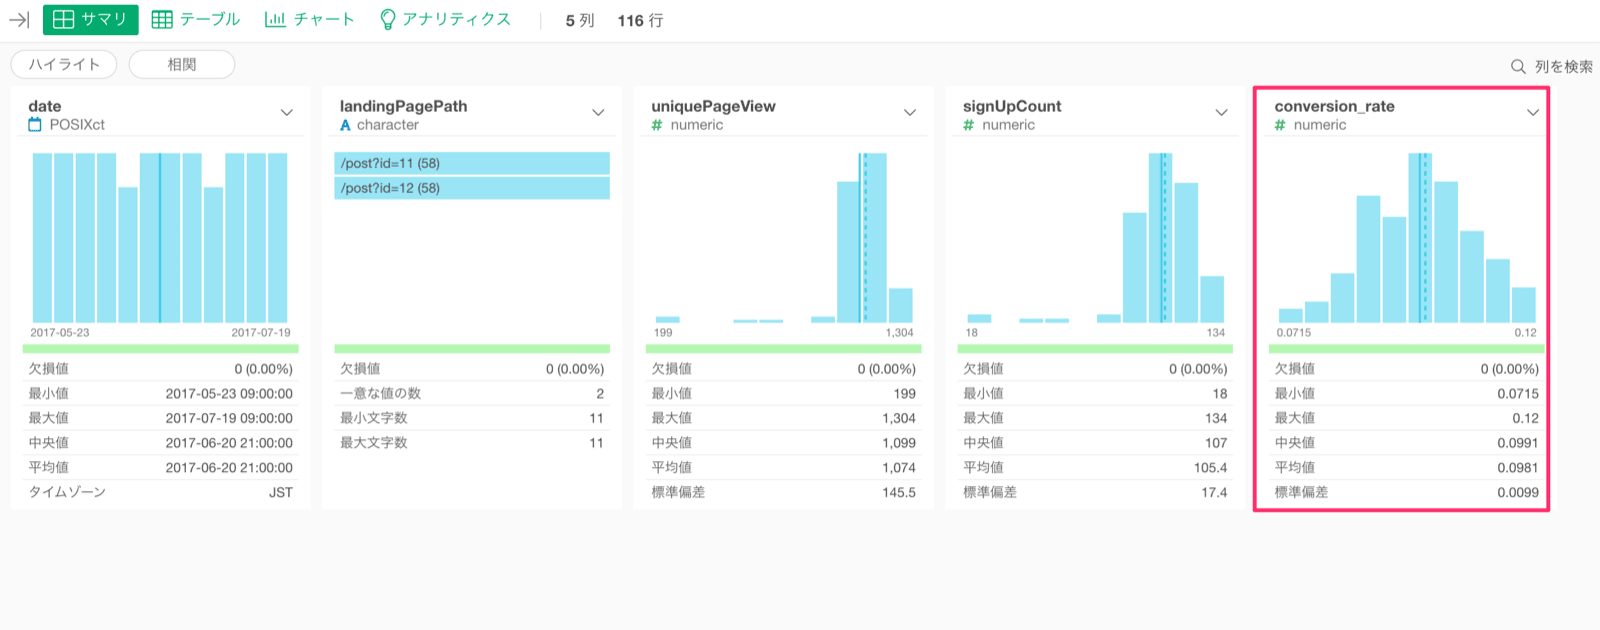 サマリ テーブル チャート アナリティクス 5 列 116 行
ハイライト 相関 列を検索
date
POSIXct
2017-05-23 2017-07-19
欠損値 0 (0.00%)
最小値 2017-05-23 09:00:00
最大値 2017-07-19 09:00:00
中央値 2017-06-20 21:00:00
平均値 2017-06-20 21:00:00
タイムゾーン JST
landingPagePath
A character
/post?id=11 (58)
/post?id=12 (58)
欠損値 0 (0.00%)
一意な値の数 2
最小文字数 11
最大文字数 11
uniquePageView
# numeric
199 1,304
欠損値 0 (0.00%)
最小値 199
最大値 1,304
中央値 1,099
平均値 1,074
標準偏差 145.5
signUpCount
# numeric
18 134
欠損値 0 (0.00%)
最小値 18
最大値 134
中央値 107
平均値 105.4
標準偏差 17.4
conversion_rate
# numeric
0.0715 0.12
欠損値 0 (0.00%)
最小値 0.0715
最大値 0.12
中央値 0.0991
平均値 0.0981
標準偏差 0.0099